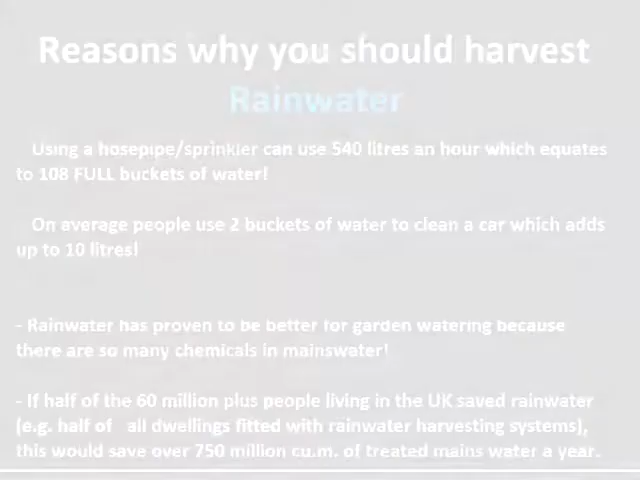 Reasons why you should harvest
Rainwater
Using a hosepipe/sprinkler can use 540 litres an hour which equates
to 108 FULL buckets of water!
On average people use 2 buckets of water to clean a car which adds
up to 10 litres!
- Rainwater has proven to be better for garden watering because
there are so many chemicals in mainswater!
- If half of the 60 million plus people living in the UK saved rainwater
(e.g. half of all dwellings fitted with rainwater harvesting systems),
this would save over 750 million cu.m. of treated mains water a year.